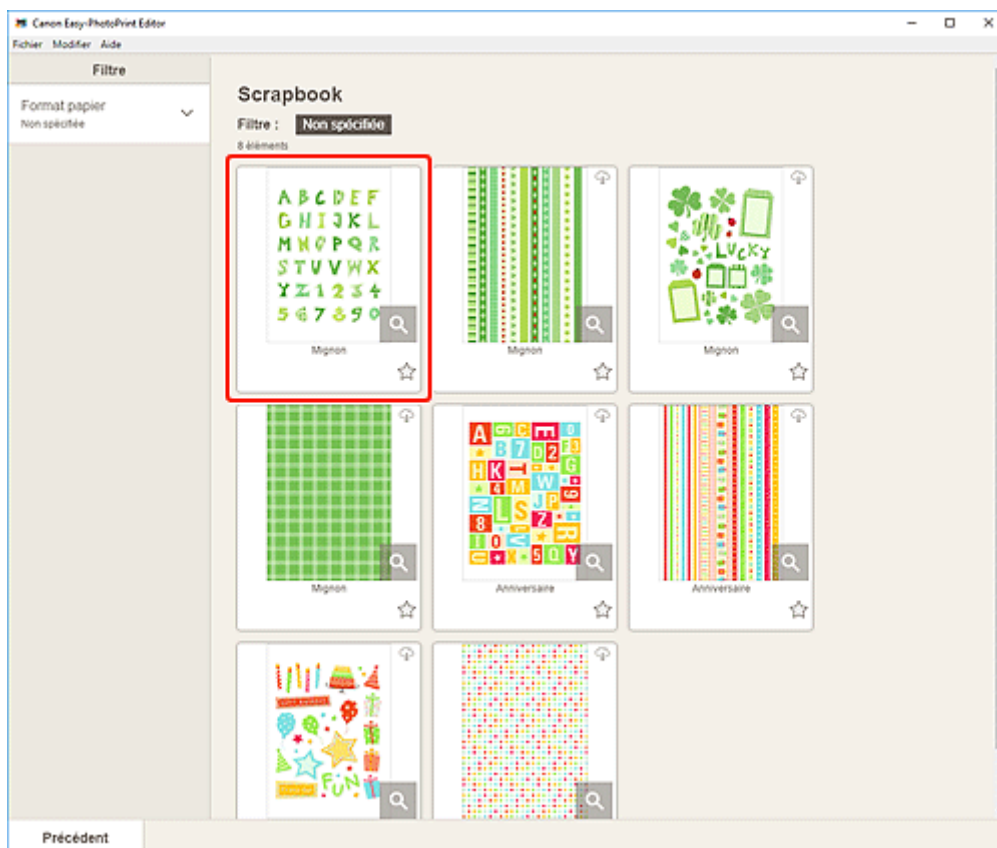 Canon Easy-PhotoPrint Editor
Fichier Modifier Aide
Filtre
Format papier
Non spécifiée
Scrapbook
Filtre : Non spécifiée
8 éléments
A B C D E F
G H I J K L
M N O P Q R
S T U V W X
Y Z 1 2 3 4
5 6 7 8 9 0
Mignon
Mignon
LUCKY
Mignon
Mignon
Anniversaire
Anniversaire
FUN
Précédent